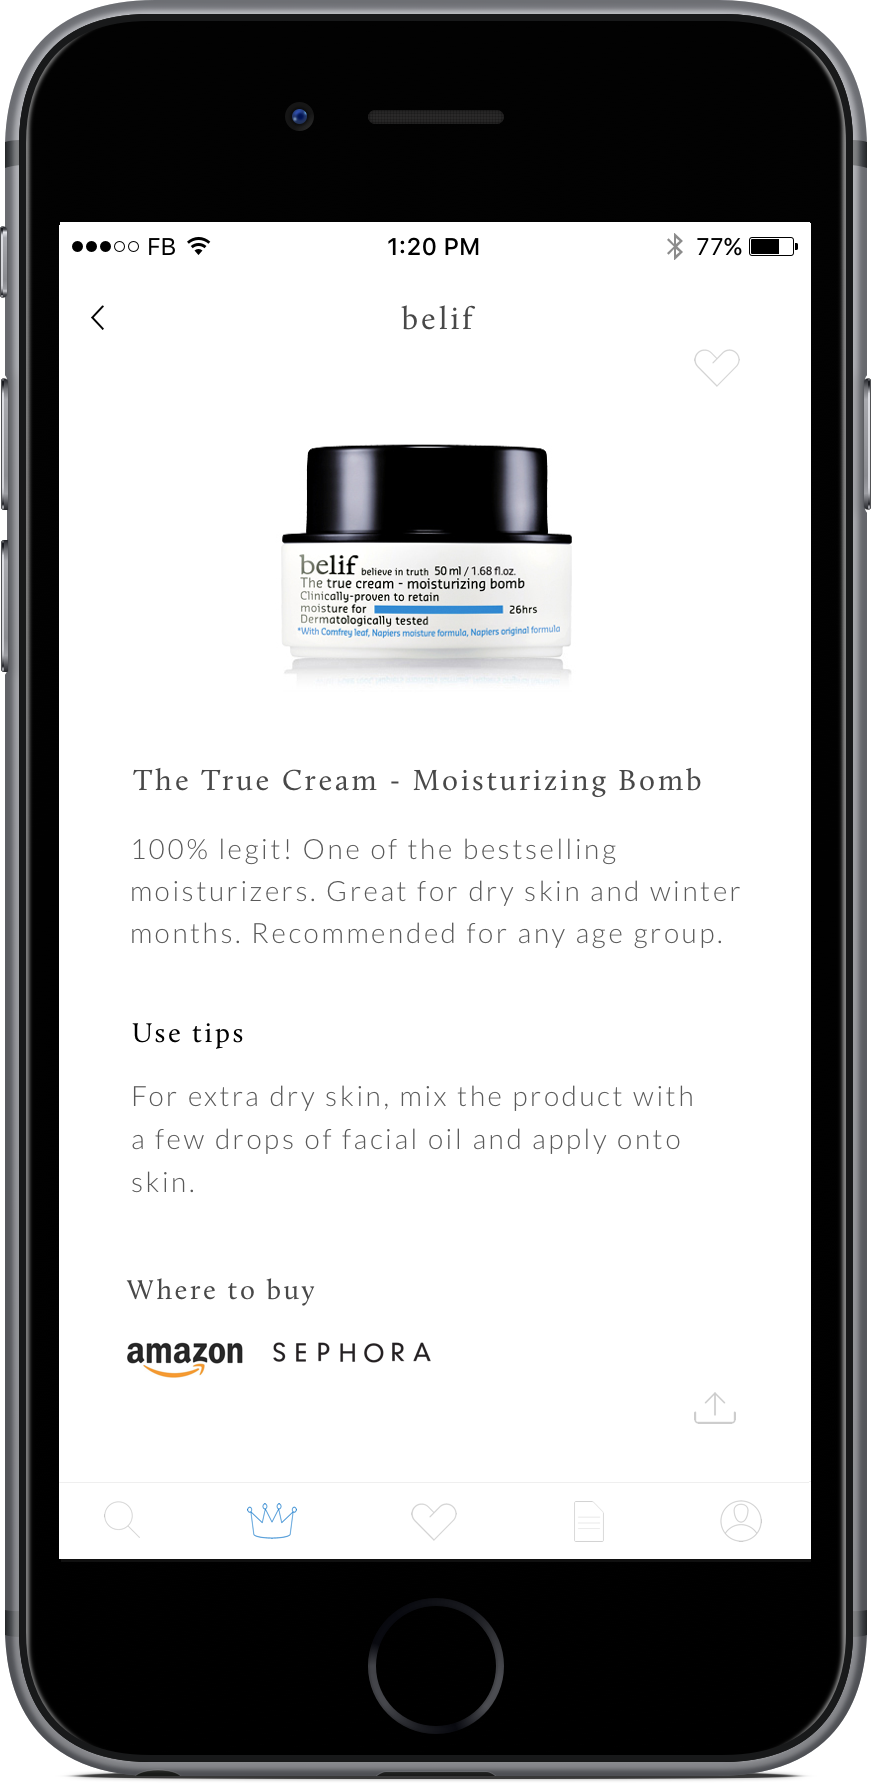 FB 1:20 PM 77%
belif
belif believe in truth 50 ml / 1.68 fl.oz.
The true cream - moisturizing bomb
Clinically-proven to retain
moisture for 26hrs
Dermatologically tested
*With Comfrey leaf, Napiers moisture formula, Napiers original formula
The True Cream - Moisturizing Bomb
100% legit! One of the bestselling
moisturizers. Great for dry skin and winter
months. Recommended for any age group.
Use tips
For extra dry skin, mix the product with
a few drops of facial oil and apply onto
skin.
Where to buy
amazon SEPHORA